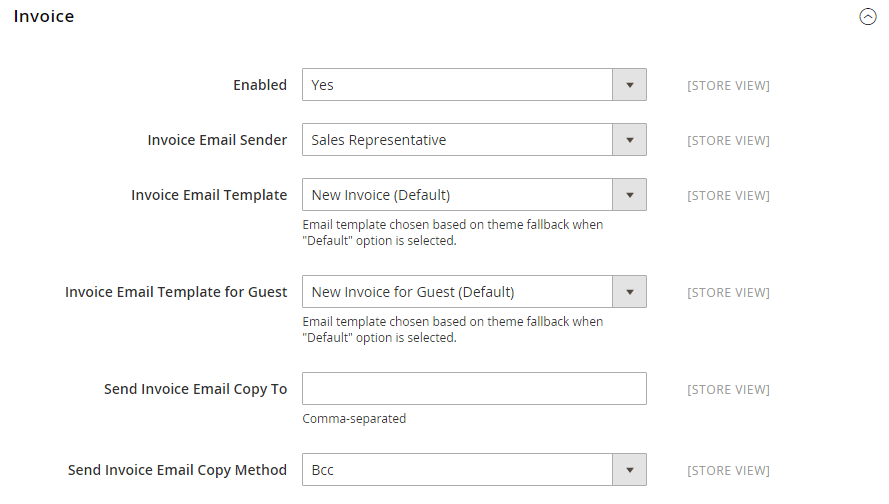 Invoice
Enabled Yes [STORE VIEW]
Invoice Email Sender Sales Representative [STORE VIEW]
Invoice Email Template New Invoice (Default) [STORE VIEW]
Email template chosen based on theme fallback when
"Default" option is selected.
Invoice Email Template for Guest New Invoice for Guest (Default) [STORE VIEW]
Email template chosen based on theme fallback when
"Default" option is selected.
Send Invoice Email Copy To [STORE VIEW]
Comma-separated
Send Invoice Email Copy Method Bcc [STORE VIEW]